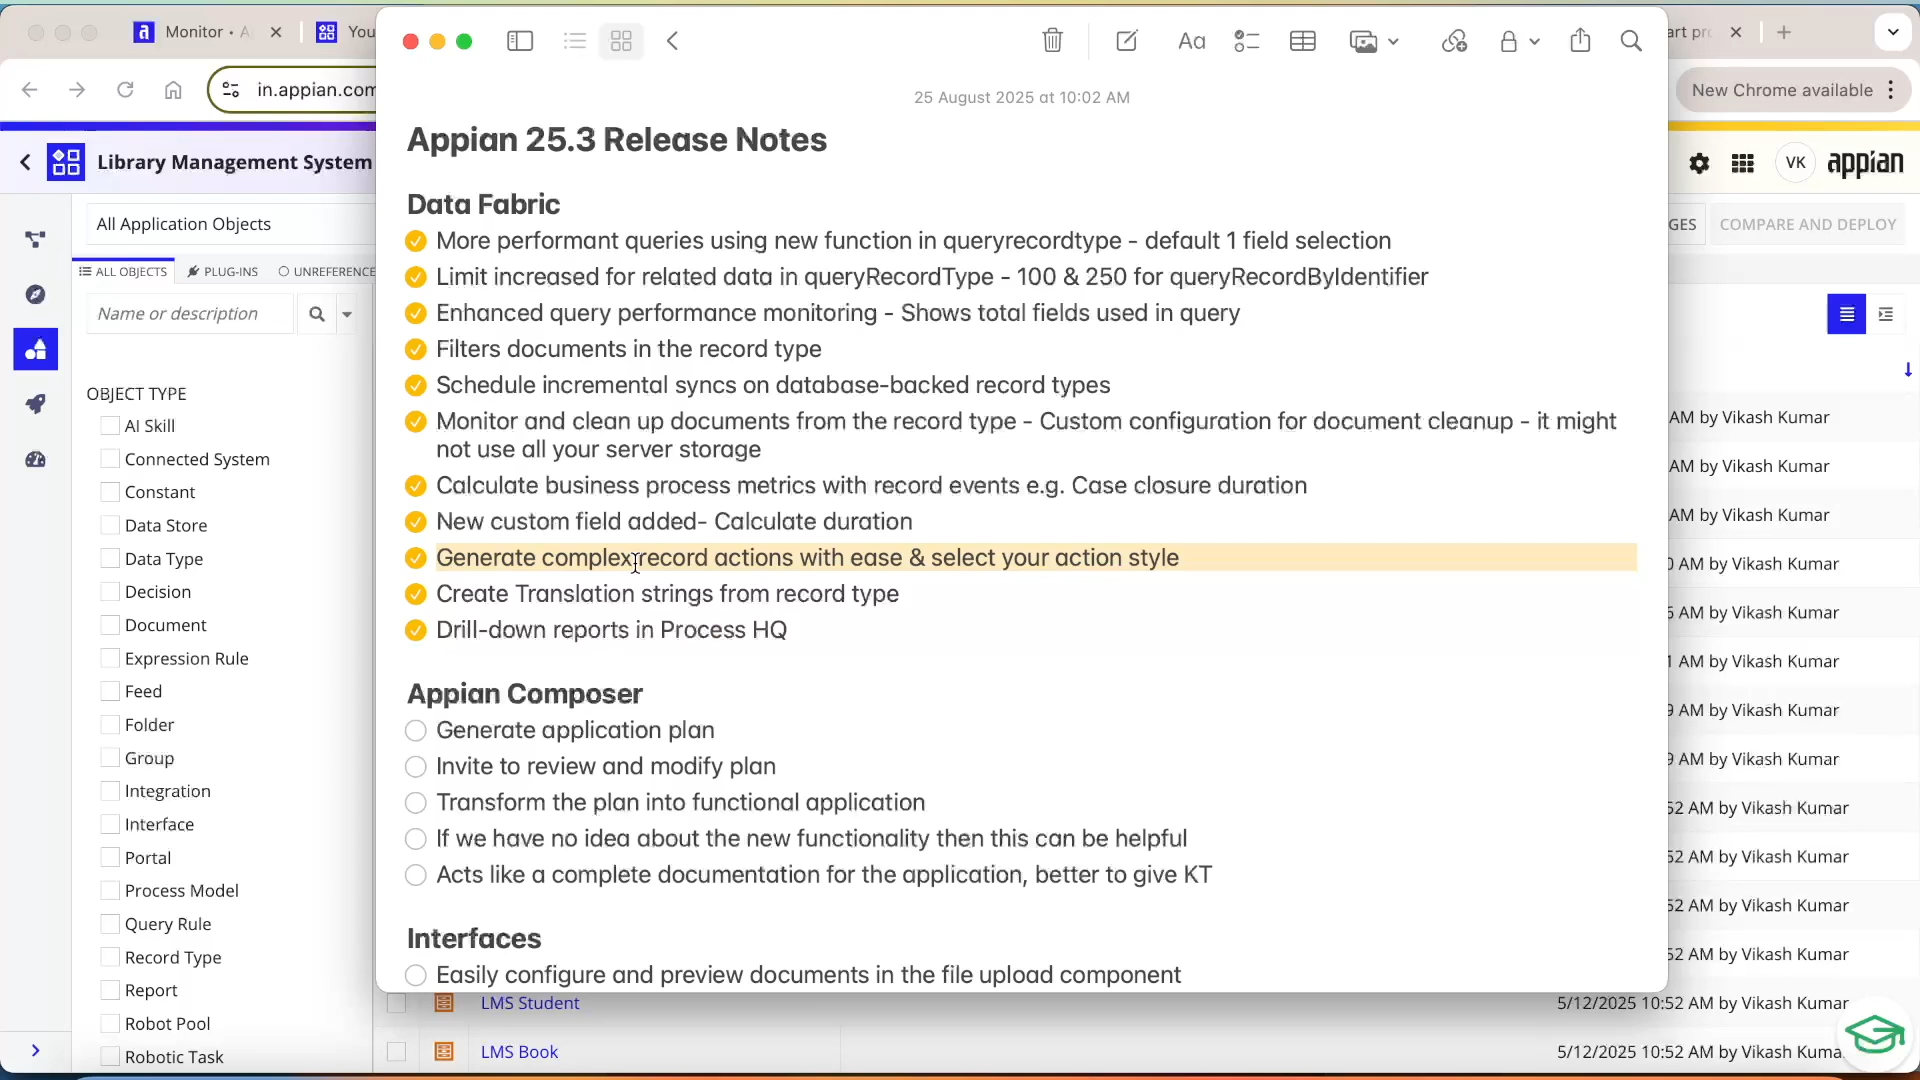 Monitor • A
You
art pro
in.appian.com
New Chrome available
Library Management System
VK
appian
All Application Objects
GES
COMPARE AND DEPLOY
ALL OBJECTS
PLUG-INS
UNREFERENCE
Name or description
OBJECT TYPE
AI Skill
Connected System
Constant
Data Store
Data Type
Decision
Document
Expression Rule
Feed
Folder
Group
Integration
Interface
Portal
Process Model
Query Rule
Record Type
Report
Robot Pool
Robotic Task
Aa
25 August 2025 at 10:02 AM
Appian 25.3 Release Notes
Data Fabric
More performant queries using new function in queryrecordtype - default 1 field selection
Limit increased for related data in queryRecordType - 100 & 250 for queryRecordByIdentifier
Enhanced query performance monitoring - Shows total fields used in query
Filters documents in the record type
Schedule incremental syncs on database-backed record types
Monitor and clean up documents from the record type - Custom configuration for document cleanup - it might
not use all your server storage
Calculate business process metrics with record events e.g. Case closure duration
New custom field added- Calculate duration
Generate complex record actions with ease & select your action style
Create Translation strings from record type
Drill-down reports in Process HQ
Appian Composer
Generate application plan
Invite to review and modify plan
Transform the plan into functional application
If we have no idea about the new functionality then this can be helpful
Acts like a complete documentation for the application, better to give KT
Interfaces
Easily configure and preview documents in the file upload component
AM by Vikash Kumar
AM by Vikash Kumar
AM by Vikash Kumar
0 AM by Vikash Kumar
6 AM by Vikash Kumar
1 AM by Vikash Kumar
9 AM by Vikash Kumar
9 AM by Vikash Kumar
52 AM by Vikash Kumar
52 AM by Vikash Kumar
52 AM by Vikash Kumar
52 AM by Vikash Kumar
LMS Student
5/12/2025 10:52 AM by Vikash Kumar
LMS Book
5/12/2025 10:52 AM by Vikash Kuma